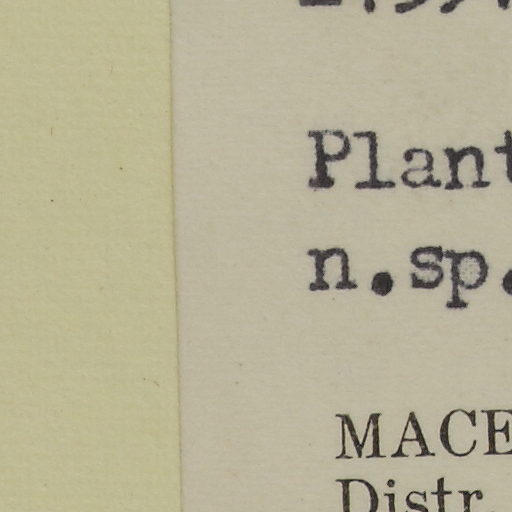 Plant
n.sp.
MACE
Distr.